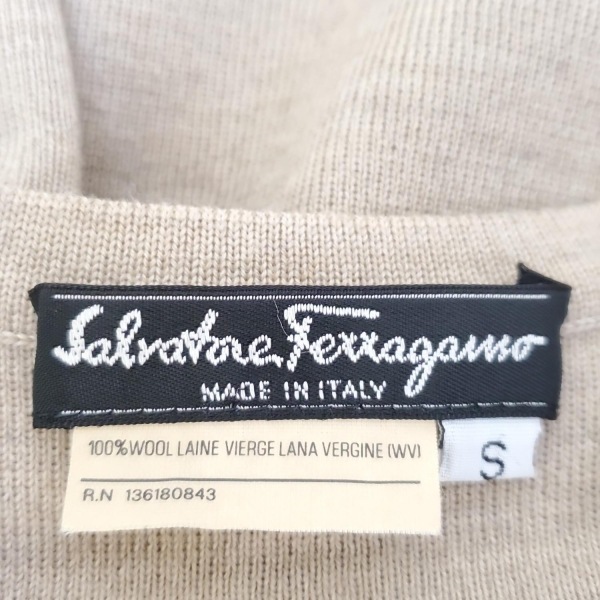 Salvatore Ferragamo
MADE IN ITALY
100% WOOL LAINE VIERGE LANA VERGINE (WV)
R.N 136180843
S